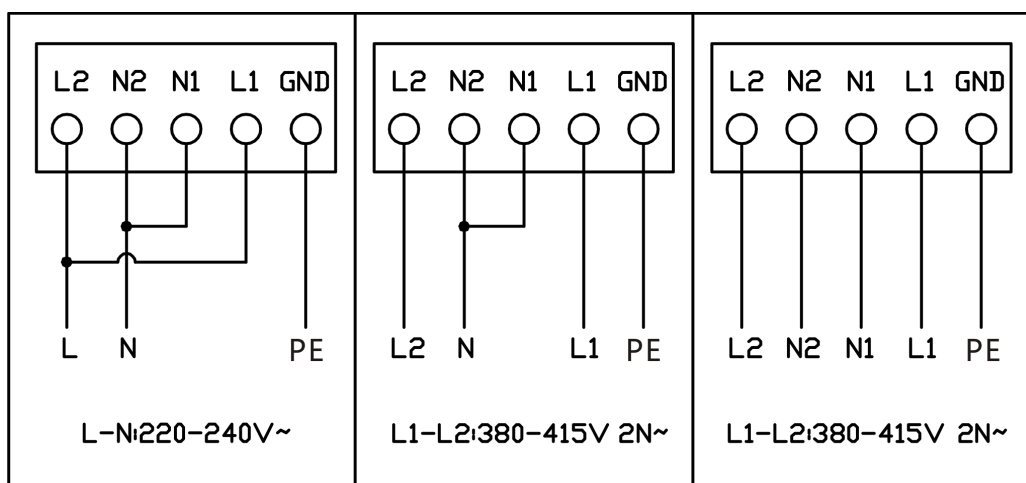 L2 N2 N1 L1 GND
L N PE
L-N:220-240V~
L2 N2 N1 L1 GND
L2 N L1 PE
L1-L2:380-415V 2N~
L2 N2 N1 L1 GND
L2 N2 N1 L1 PE
L1-L2:380-415V 2N~